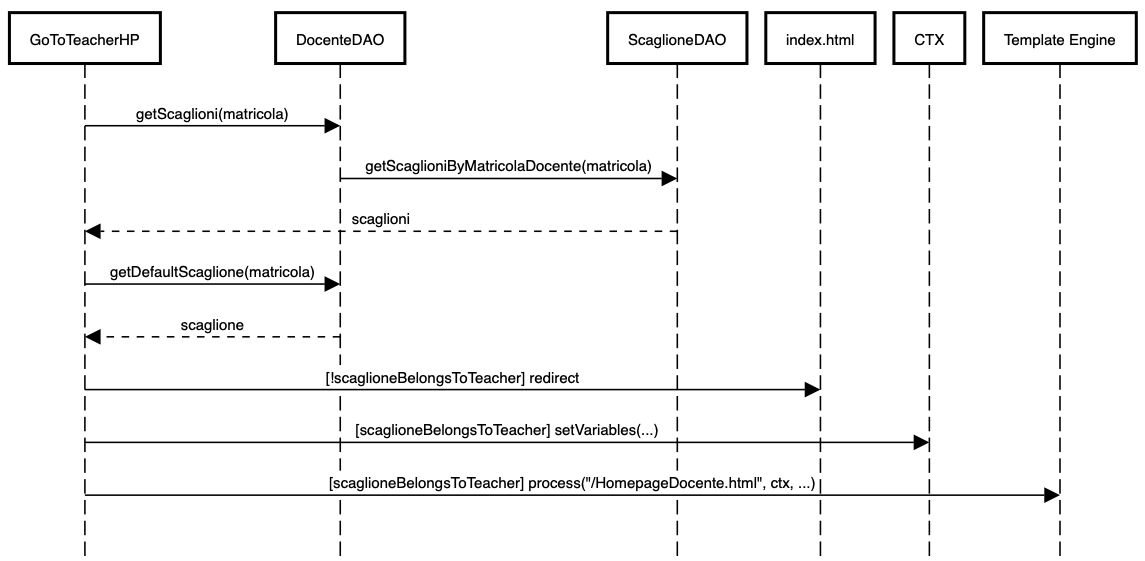 GoToTeacherHP
DocenteDAO
ScaglioneDAO
index.html
CTX
Template Engine
getScaglioni(matricola)
getScaglioniByMatricolaDocente(matricola)
scaglioni
getDefaultScaglione(matricola)
scaglione
[!scaglioneBelongsToTeacher] redirect
[scaglioneBelongsToTeacher] setVariables(...)
[scaglioneBelongsToTeacher] process("/HomepageDocente.html", ctx, ...)